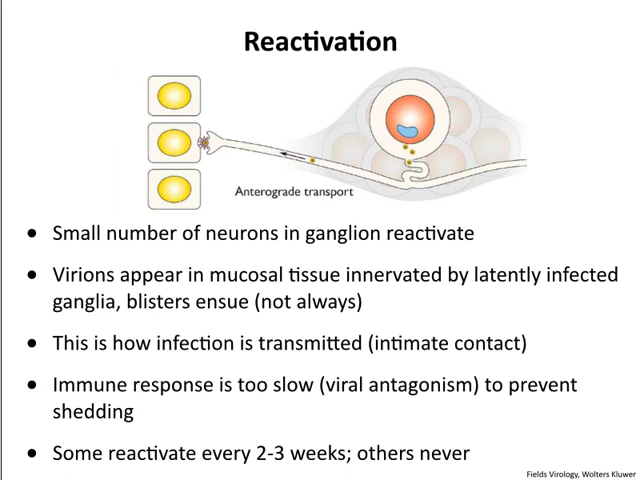 Reactivation
Anterograde transport
● Small number of neurons in ganglion reactivate
● Virions appear in mucosal tissue innervated by latently infected
ganglia, blisters ensue (not always)
● This is how infection is transmitted (intimate contact)
● Immune response is too slow (viral antagonism) to prevent
shedding
● Some reactivate every 2-3 weeks; others never
Fields Virology, Wolters Kluwer